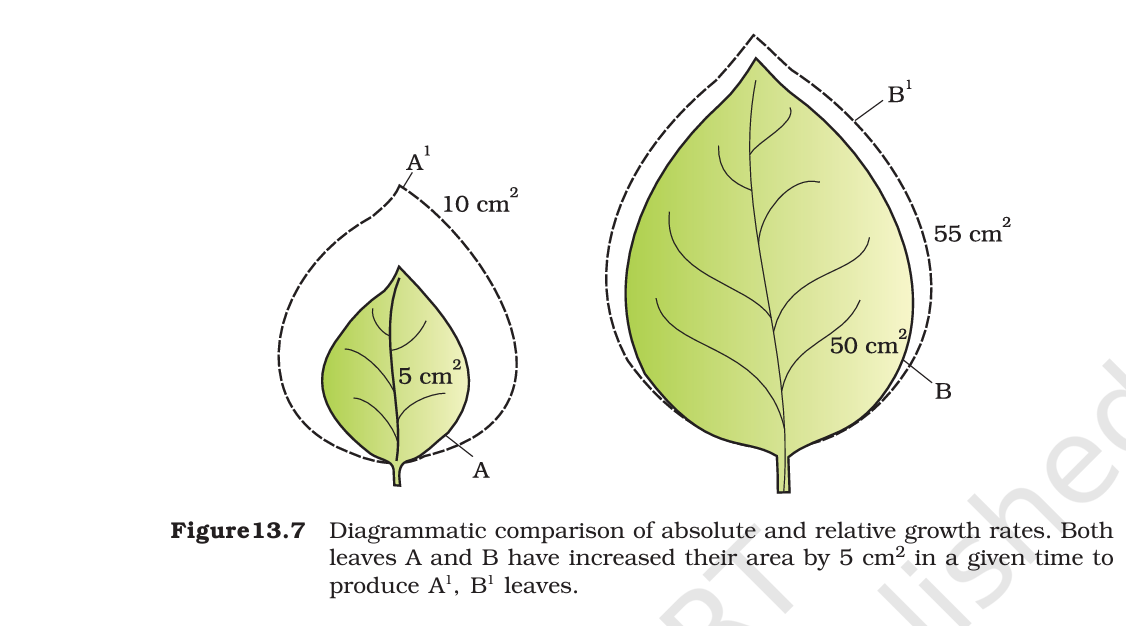 A¹
10 cm²
5 cm²
A
B¹
55 cm²
50 cm²
B
Figure13.7 Diagrammatic comparison of absolute and relative growth rates. Both
leaves A and B have increased their area by 5 cm² in a given time to
produce A¹, B¹ leaves.
RT
lished